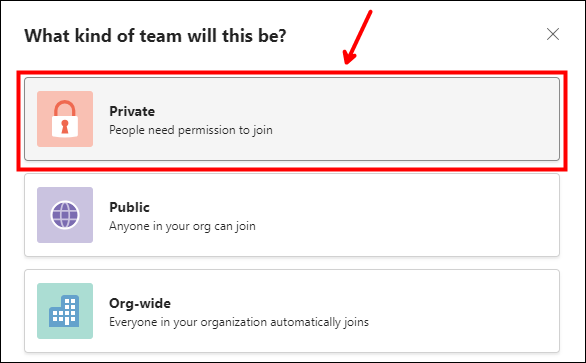 What kind of team will this be?
Private
People need permission to join
Public
Anyone in your org can join
Org-wide
Everyone in your organization automatically joins